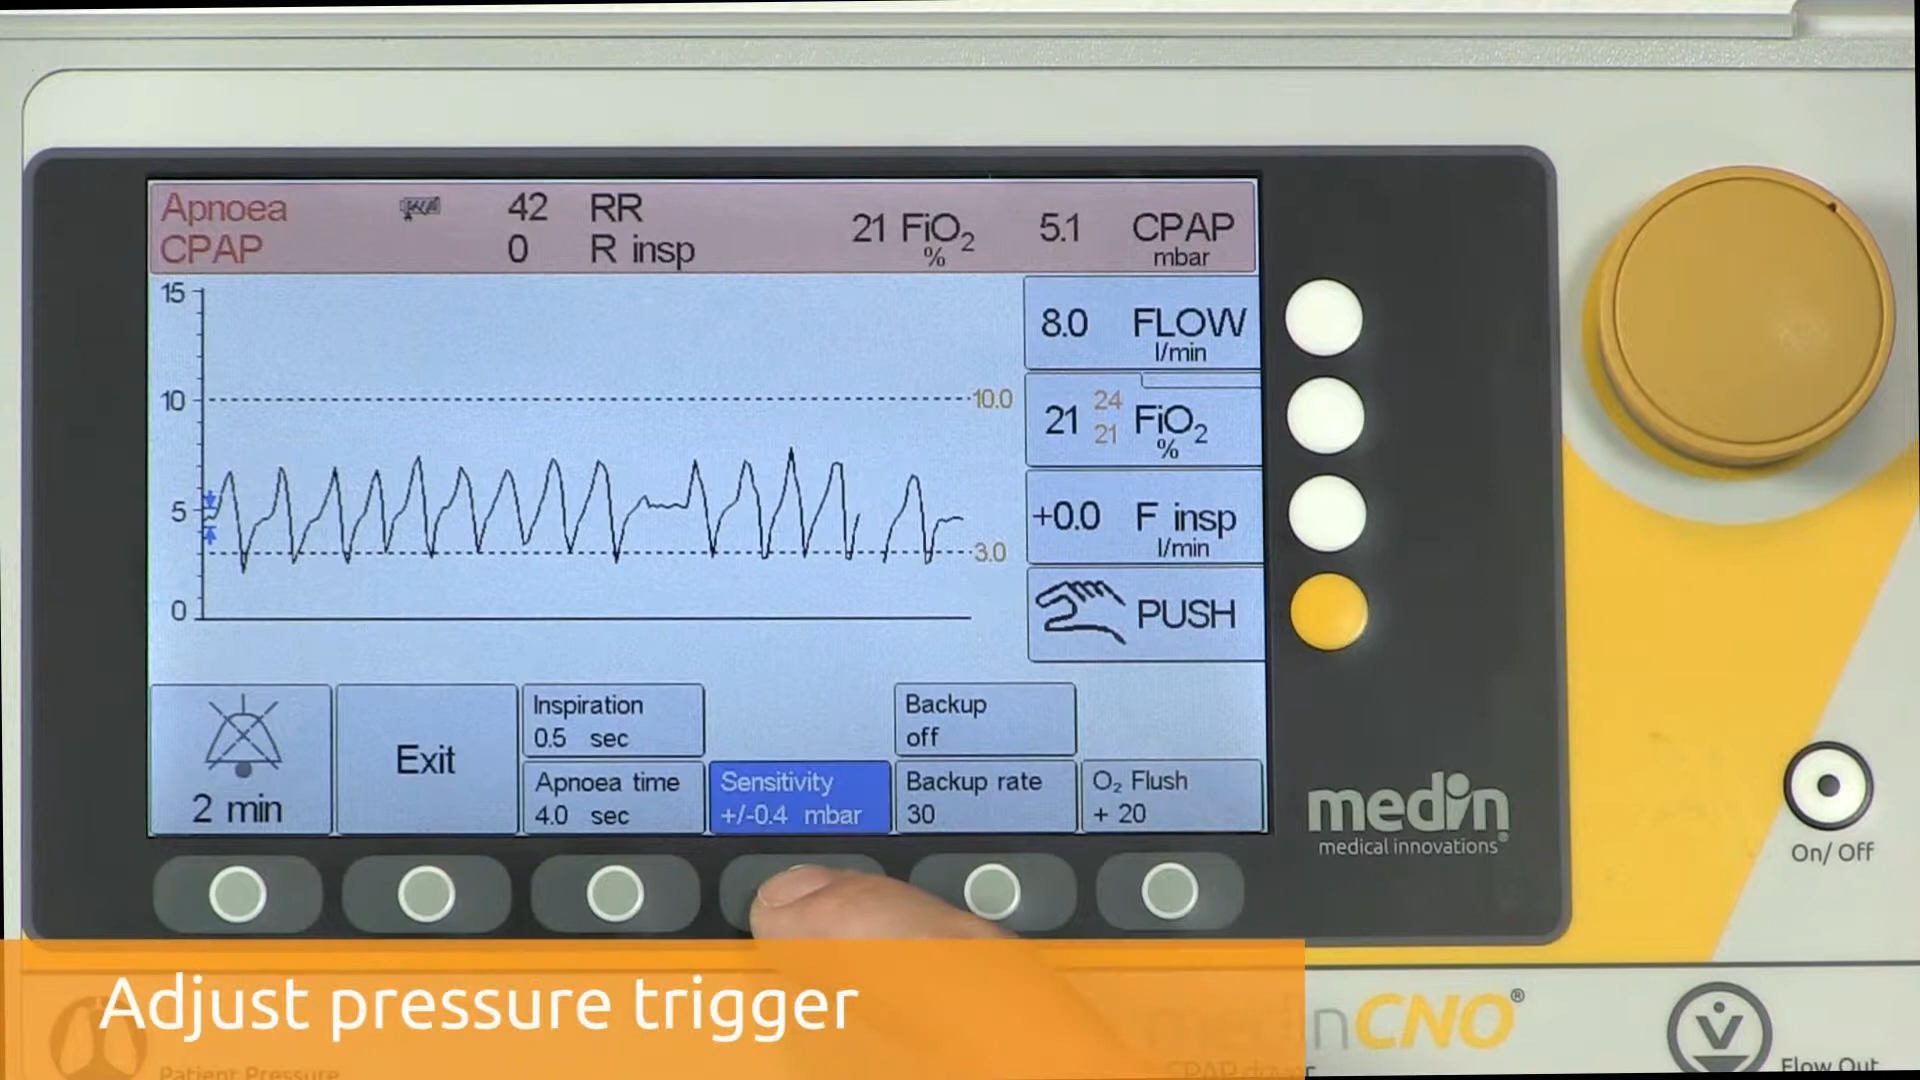 Apnoea 42 RR
CPAP 0 R insp
21 FiO₂ %
5.1 CPAP mbar
15
10
5
0
10.0
3.0
8.0 FLOW
l/min
21 24 21 FiO₂
%
+0.0 F insp
l/min
PUSH
2 min
Exit
Inspiration
0.5 sec
Apnoea time
4.0 sec
Sensitivity
+/-0.4 mbar
Backup
off
Backup rate
30
O₂ Flush
+ 20
medin®
medical innovations
On/ Off
Adjust pressure trigger
medinCNO®
Patient Pressure
Flow Out